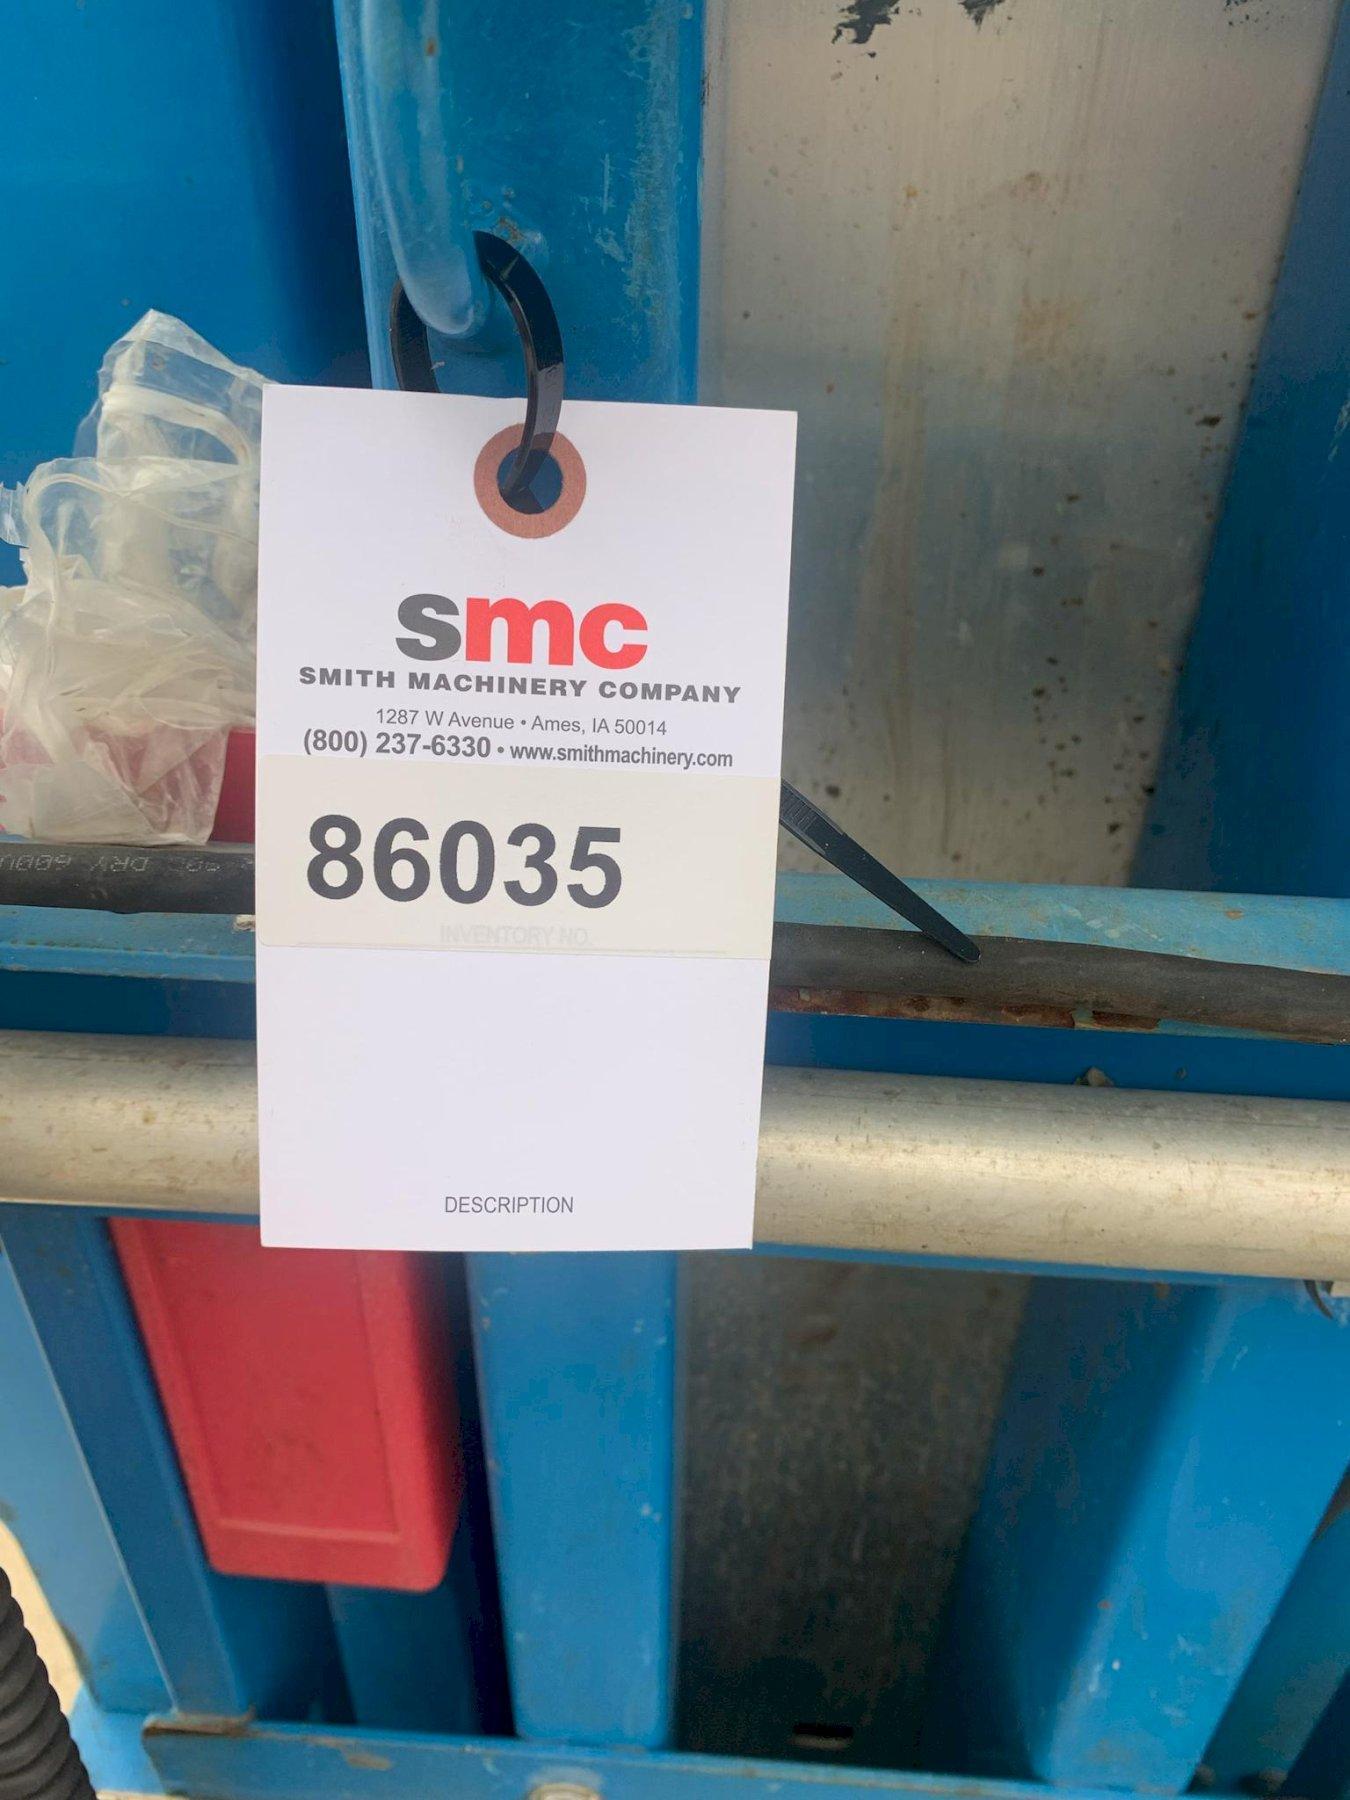 smc
SMITH MACHINERY COMPANY
1287 W Avenue • Ames, IA 50014
(800) 237-6330 • www.smithmachinery.com
86035
INVENTORY NO.
DESCRIPTION
DRY